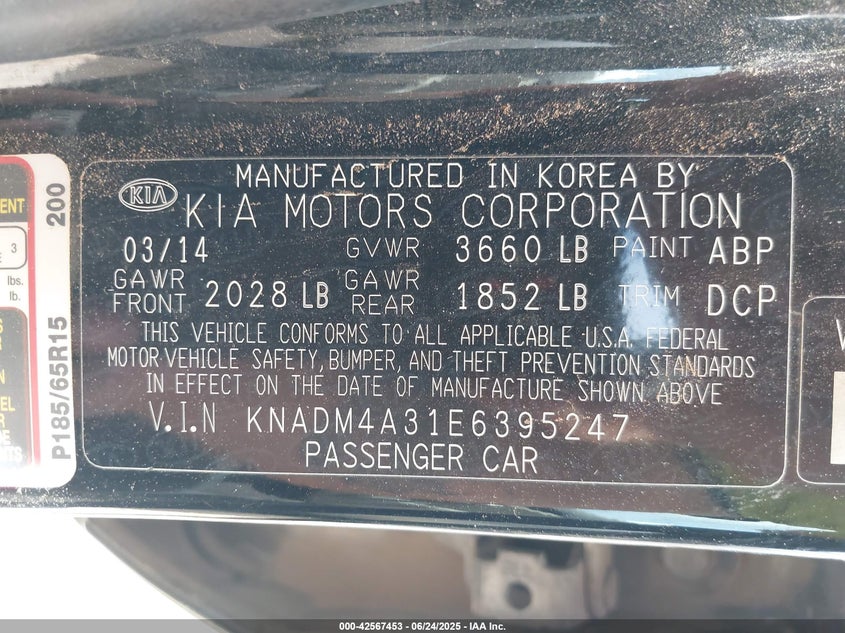 MANUFACTURED IN KOREA BY
KIA KIA MOTORS CORPORATION
03/14 GVWR 3660 LB PAINT ABP
GAWR FRONT 2028 LB GAWR REAR 1852 LB TRIM DCP
THIS VEHICLE CONFORMS TO ALL APPLICABLE U.S.A. FEDERAL
MOTOR VEHICLE SAFETY, BUMPER, AND THEFT PREVENTION STANDARDS
IN EFFECT ON THE DATE OF MANUFACTURE SHOWN ABOVE
V.I.N KNADM4A31E6395247
PASSENGER CAR
P185/65R15 200
3
lbs.
lb.
000-42567453 - 06/24/2025 - IAA Inc.